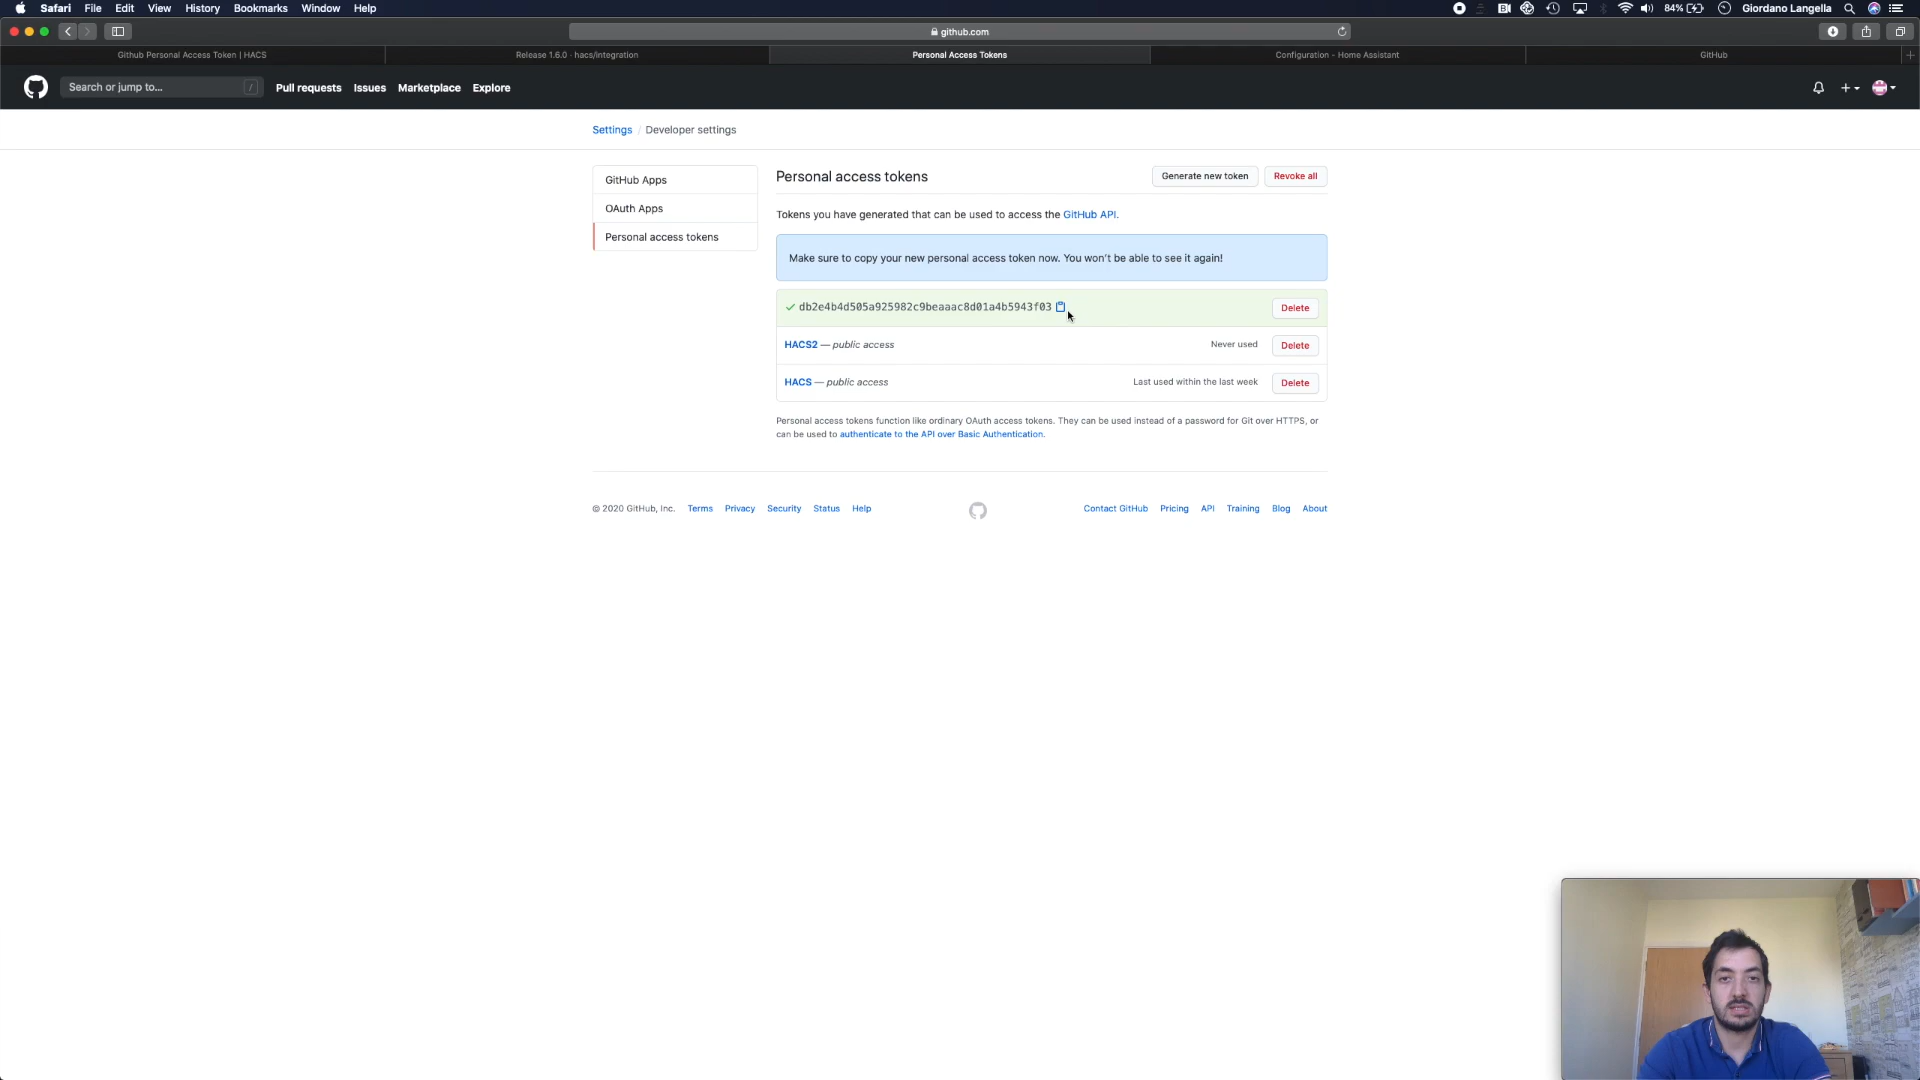 Safari File Edit View History Bookmarks Window Help 84% Giordano Langella
github.com
Github Personal Access Token | HACS Release 1.6.0 · hacs/integration Personal Access Tokens Configuration - Home Assistant GitHub
Search or jump to... / Pull requests Issues Marketplace Explore
Settings / Developer settings
GitHub Apps
OAuth Apps
Personal access tokens
Personal access tokens Generate new token Revoke all
Tokens you have generated that can be used to access the GitHub API.
Make sure to copy your new personal access token now. You won't be able to see it again!
db2e4b4d505a925982c9beaaac8d01a4b5943f03 Delete
HACS2 — public access Never used Delete
HACS — public access Last used within the last week Delete
Personal access tokens function like ordinary OAuth access tokens. They can be used instead of a password for Git over HTTPS, or
can be used to authenticate to the API over Basic Authentication.
© 2020 GitHub, Inc. Terms Privacy Security Status Help Contact GitHub Pricing API Training Blog About